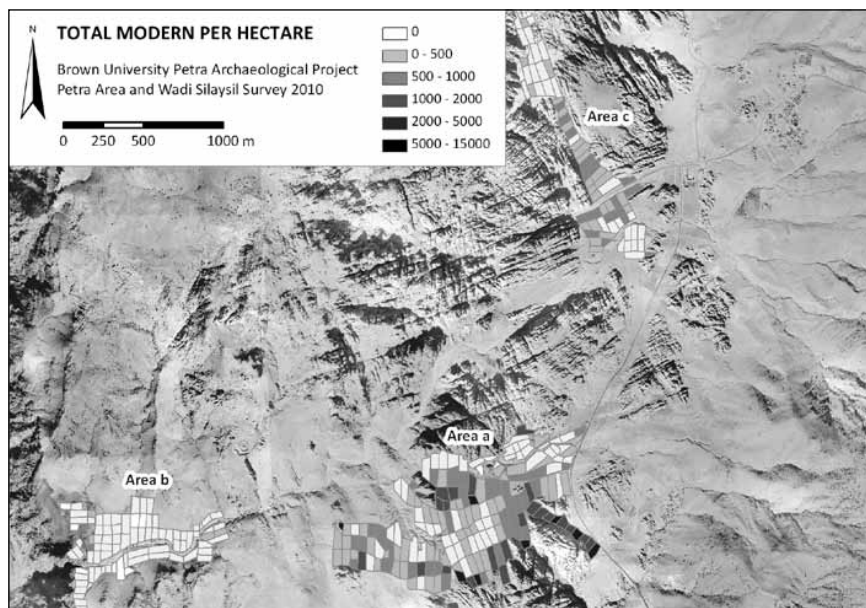 TOTAL MODERN PER HECTARE
Brown University Petra Archaeological Project
Petra Area and Wadi Silaysil Survey 2010
N
0 250 500 1000 m
0
0 - 500
500 - 1000
1000 - 2000
2000 - 5000
5000 - 15000
Area c
Area a
Area b